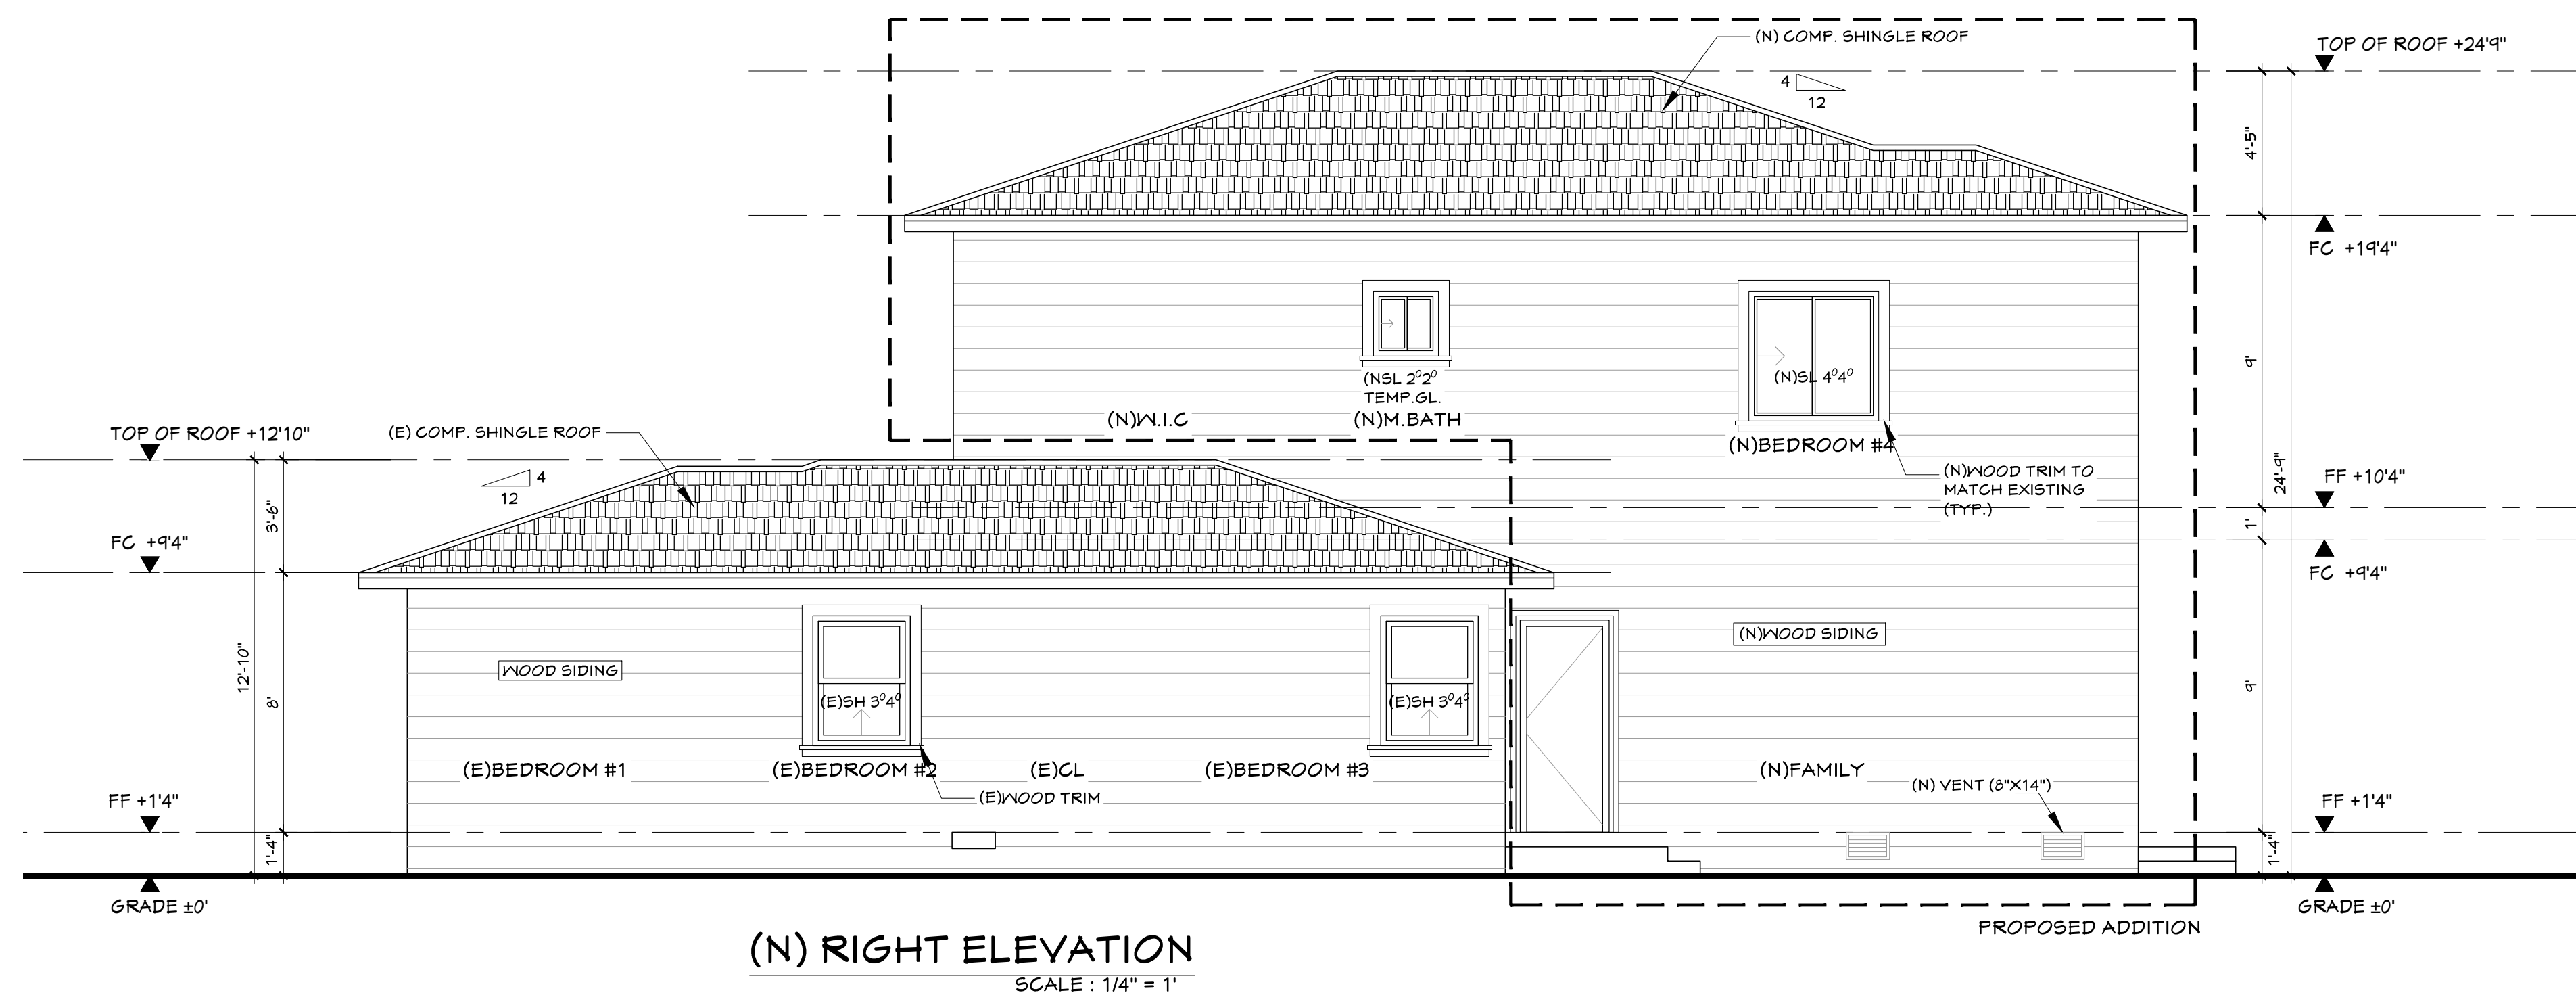 (N) COMP. SHINGLE ROOF
TOP OF ROOF +24'9"
4
12
4'-5"
FC +19'4"
9'
(NSL 2⁰2⁰
TEMP.GL.
(N)SL 4⁰4⁰
(N)W.I.C
(N)M.BATH
(N)BEDROOM #4
TOP OF ROOF +12'10"
(E) COMP. SHINGLE ROOF
4
12
(N)WOOD TRIM TO
MATCH EXISTING
(TYP.)
24'-9"
FF +10'4"
3'-6"
1'
FC +9'4"
FC +9'4"
(N)WOOD SIDING
WOOD SIDING
12'-10"
8'
9'
(E)SH 3⁰4⁰
(E)SH 3⁰4⁰
(E)BEDROOM #1
(E)BEDROOM #2
(E)CL
(E)BEDROOM #3
(N)FAMILY
(N) VENT (8"X14")
(E)WOOD TRIM
FF +1'4"
FF +1'4"
1'-4"
1'-4"
GRADE ±0'
GRADE ±0'
PROPOSED ADDITION
(N) RIGHT ELEVATION
SCALE : 1/4" = 1'